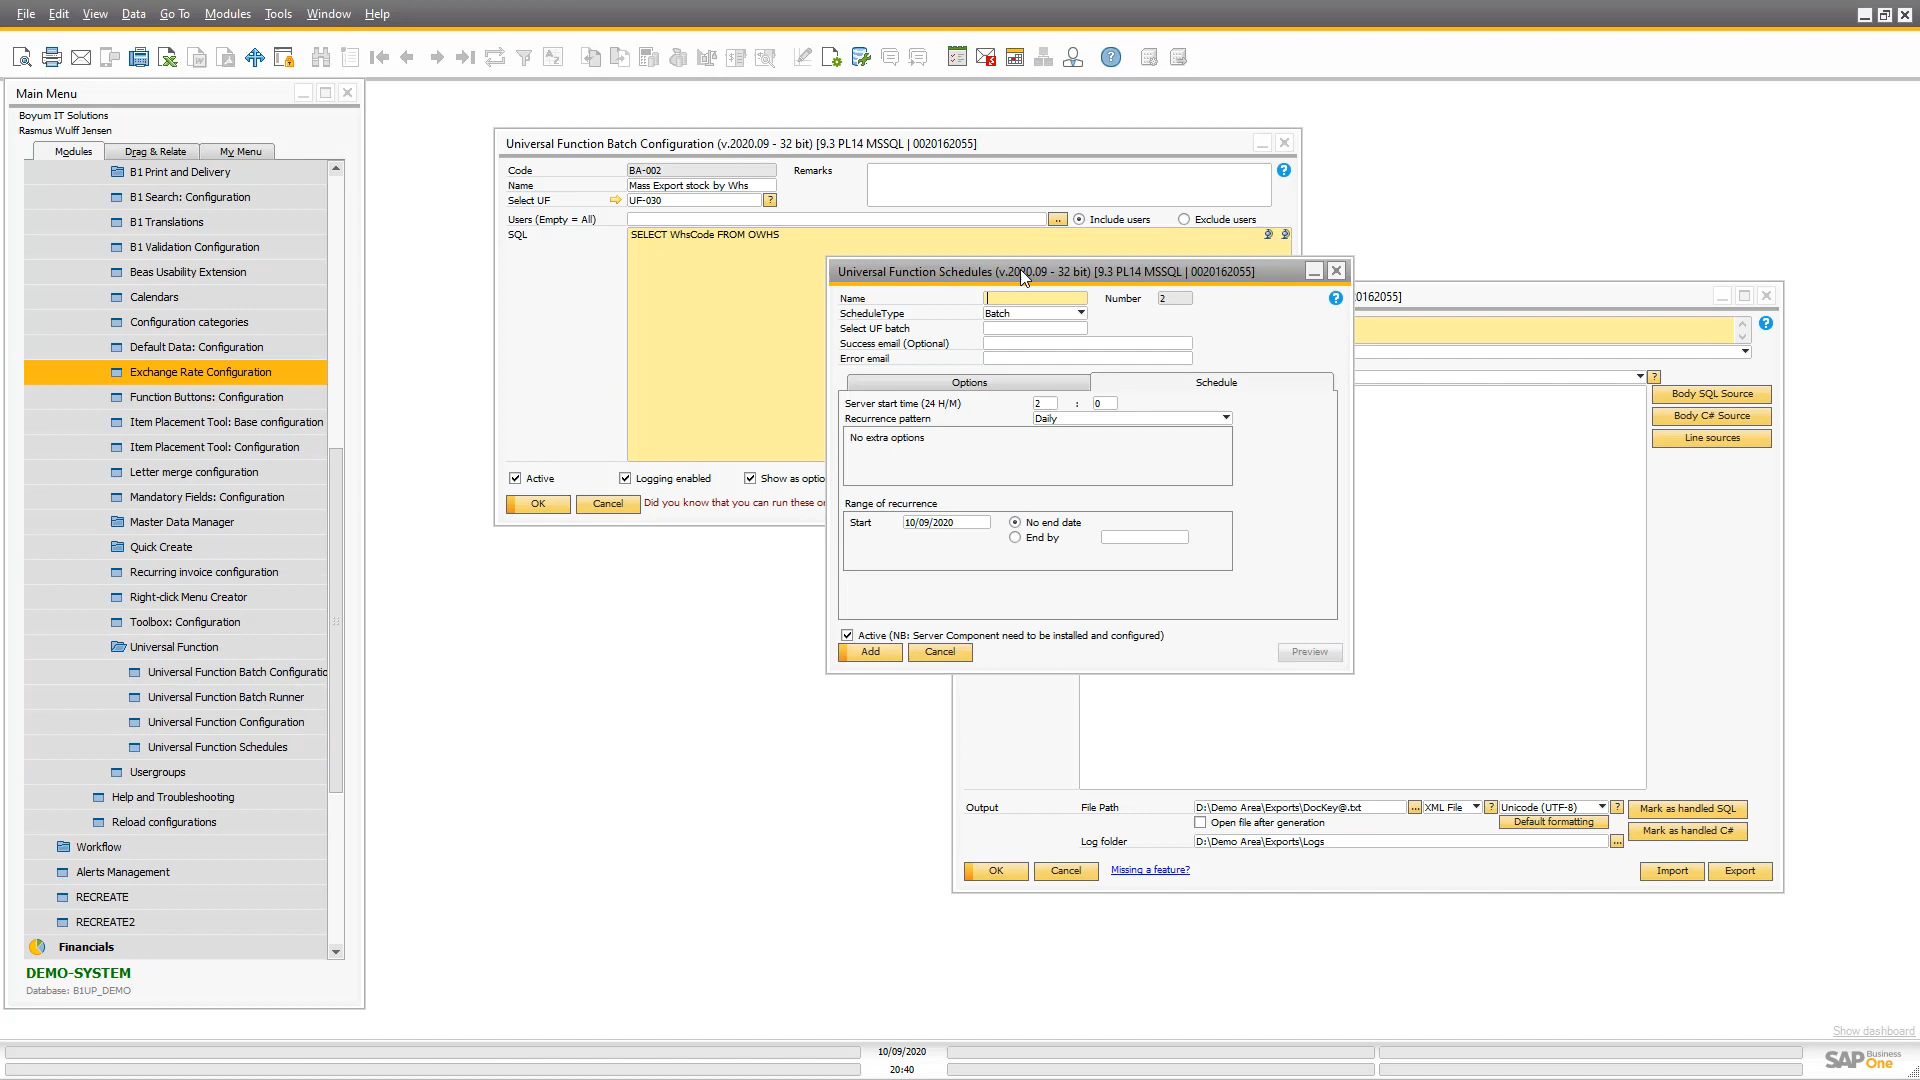 File Edit View Data Go To Modules Tools Window Help
Main Menu
Boyum IT Solutions
Rasmus Wulff Jensen
Modules Drag & Relate My Menu
B1 Print and Delivery
B1 Search: Configuration
B1 Translations
B1 Validation Configuration
Beas Usability Extension
Calendars
Configuration categories
Default Data: Configuration
Exchange Rate Configuration
Function Buttons: Configuration
Item Placement Tool: Base configuration
Item Placement Tool: Configuration
Letter merge configuration
Mandatory Fields: Configuration
Master Data Manager
Quick Create
Recurring invoice configuration
Right-click Menu Creator
Toolbox: Configuration
Universal Function
Universal Function Batch Configuratio
Universal Function Batch Runner
Universal Function Configuration
Universal Function Schedules
Usergroups
Help and Troubleshooting
Reload configurations
Workflow
Alerts Management
RECREATE
RECREATE2
Financials
DEMO-SYSTEM
Database: B1UP_DEMO
Universal Function Batch Configuration (v.2020.09 - 32 bit) [9.3 PL14 MSSQL | 0020162055]
Code BA-002 Remarks
Name Mass Export stock by Whs
Select UF UF-030 ?
Users (Empty = All) .. Include users Exclude users
SQL SELECT WhsCode FROM OWHS
Active Logging enabled Show as optio
OK Cancel Did you know that you can run these or
Universal Function Schedules (v.2020.09 - 32 bit) [9.3 PL14 MSSQL | 0020162055]
Name Number 2
ScheduleType Batch
Select UF batch
Success email (Optional)
Error email
Options Schedule
Server start time (24 H/M) 2 : 0
Recurrence pattern Daily
No extra options
Range of recurrence
Start 10/09/2020 No end date
End by
Active (NB: Server Component need to be installed and configured)
Add Cancel Preview
0162055]
?
Body SQL Source
Body C# Source
Line sources
Output File Path D:\Demo Area\Exports\DocKey@.txt ... XML File ? Unicode (UTF-8) ? Mark as handled SQL
Open file after generation Default formatting Mark as handled C#
Log folder D:\Demo Area\Exports\Logs ...
OK Cancel Missing a feature? Import Export
Show dashboard
10/09/2020
20:40
SAP Business One